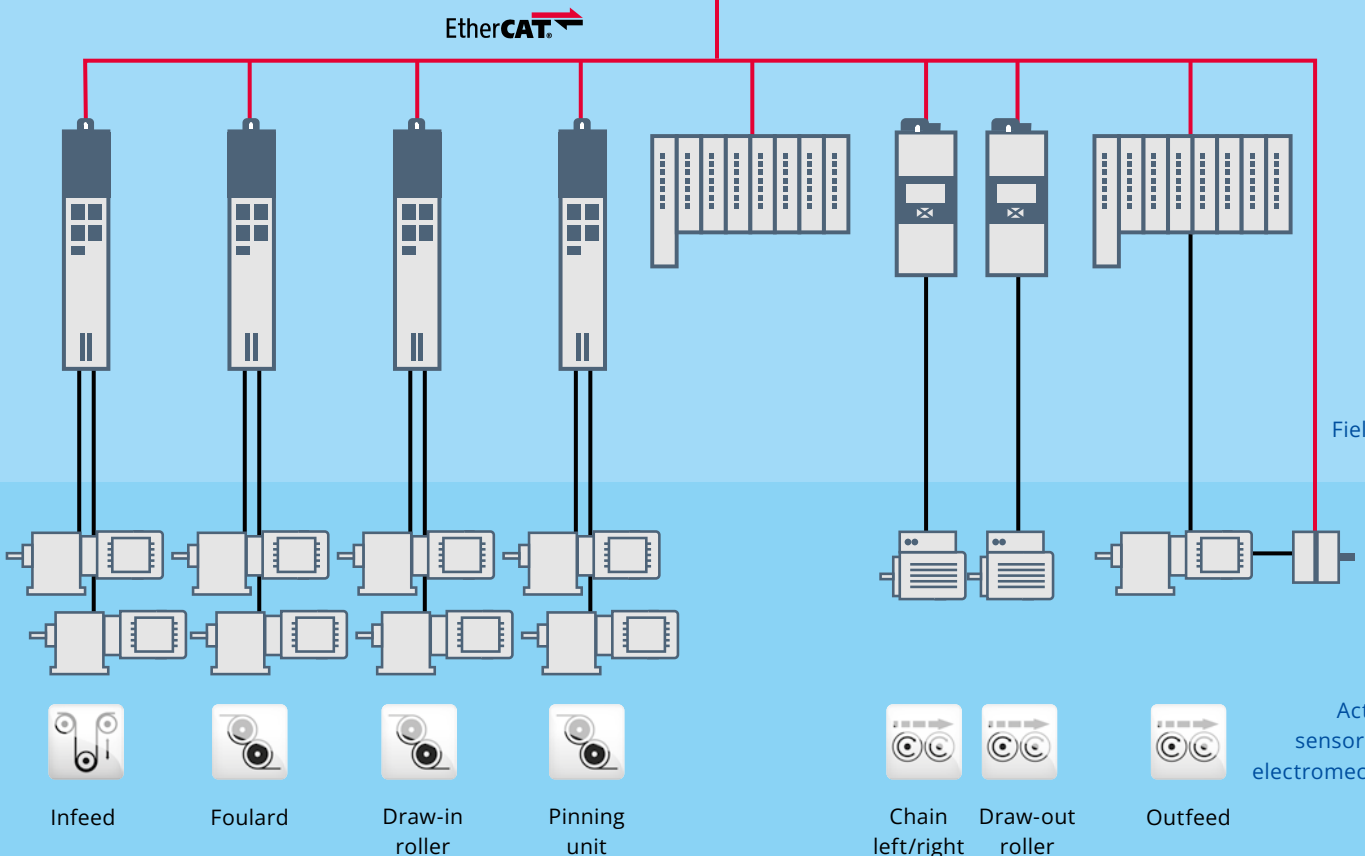 EtherCAT®
Infeed
Foulard
Draw-in
roller
Pinning
unit
Chain
left/right
Draw-out
roller
Outfeed